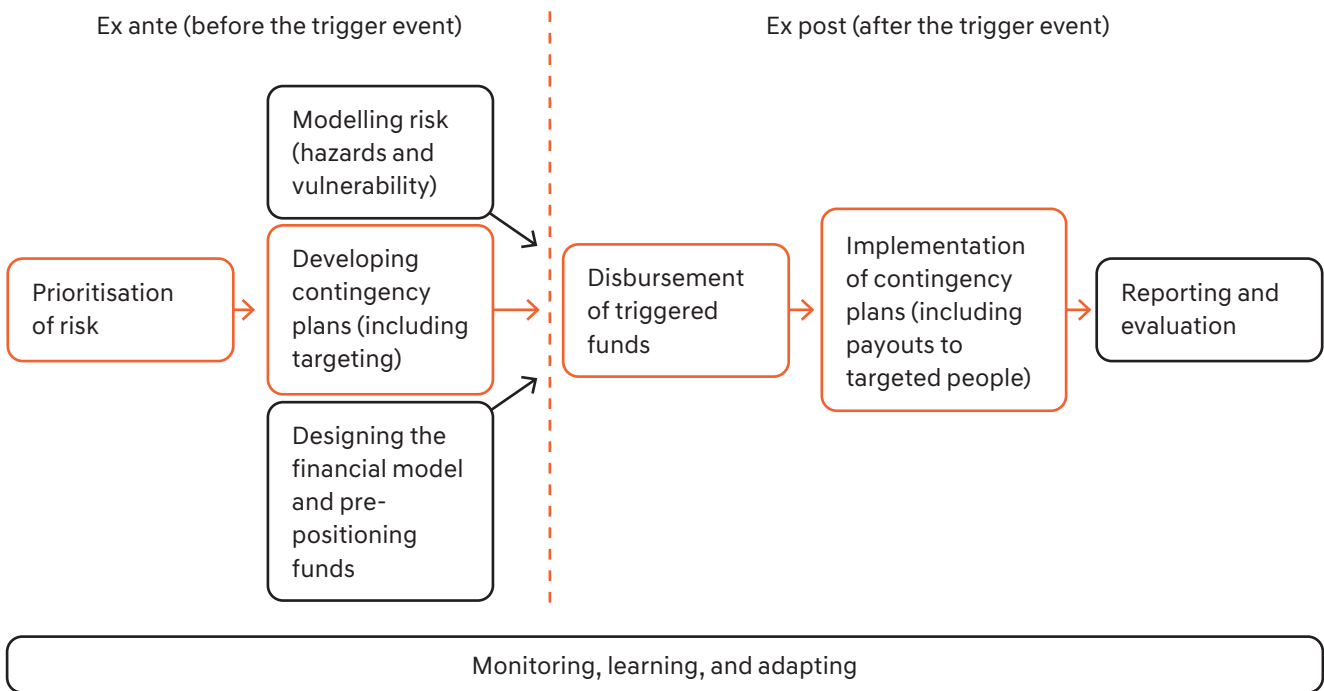 Ex ante (before the trigger event)
Ex post (after the trigger event)
Prioritisation
of risk
Modelling risk
(hazards and
vulnerability)
Developing
contingency
plans (including
targeting)
Designing the
financial model
and pre-
positioning
funds
Disbursement
of triggered
funds
Implementation
of contingency
plans (including
payouts to
targeted people)
Reporting and
evaluation
Monitoring, learning, and adapting